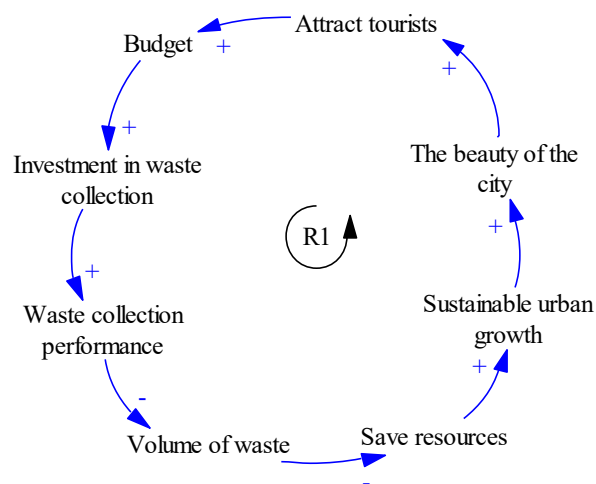 Attract tourists
Budget
+
+
+
The beauty of the
city
Investment in waste
collection
+
R1
+
Sustainable urban
growth
+
Waste collection
performance
+
-
Save resources
Volume of waste
-